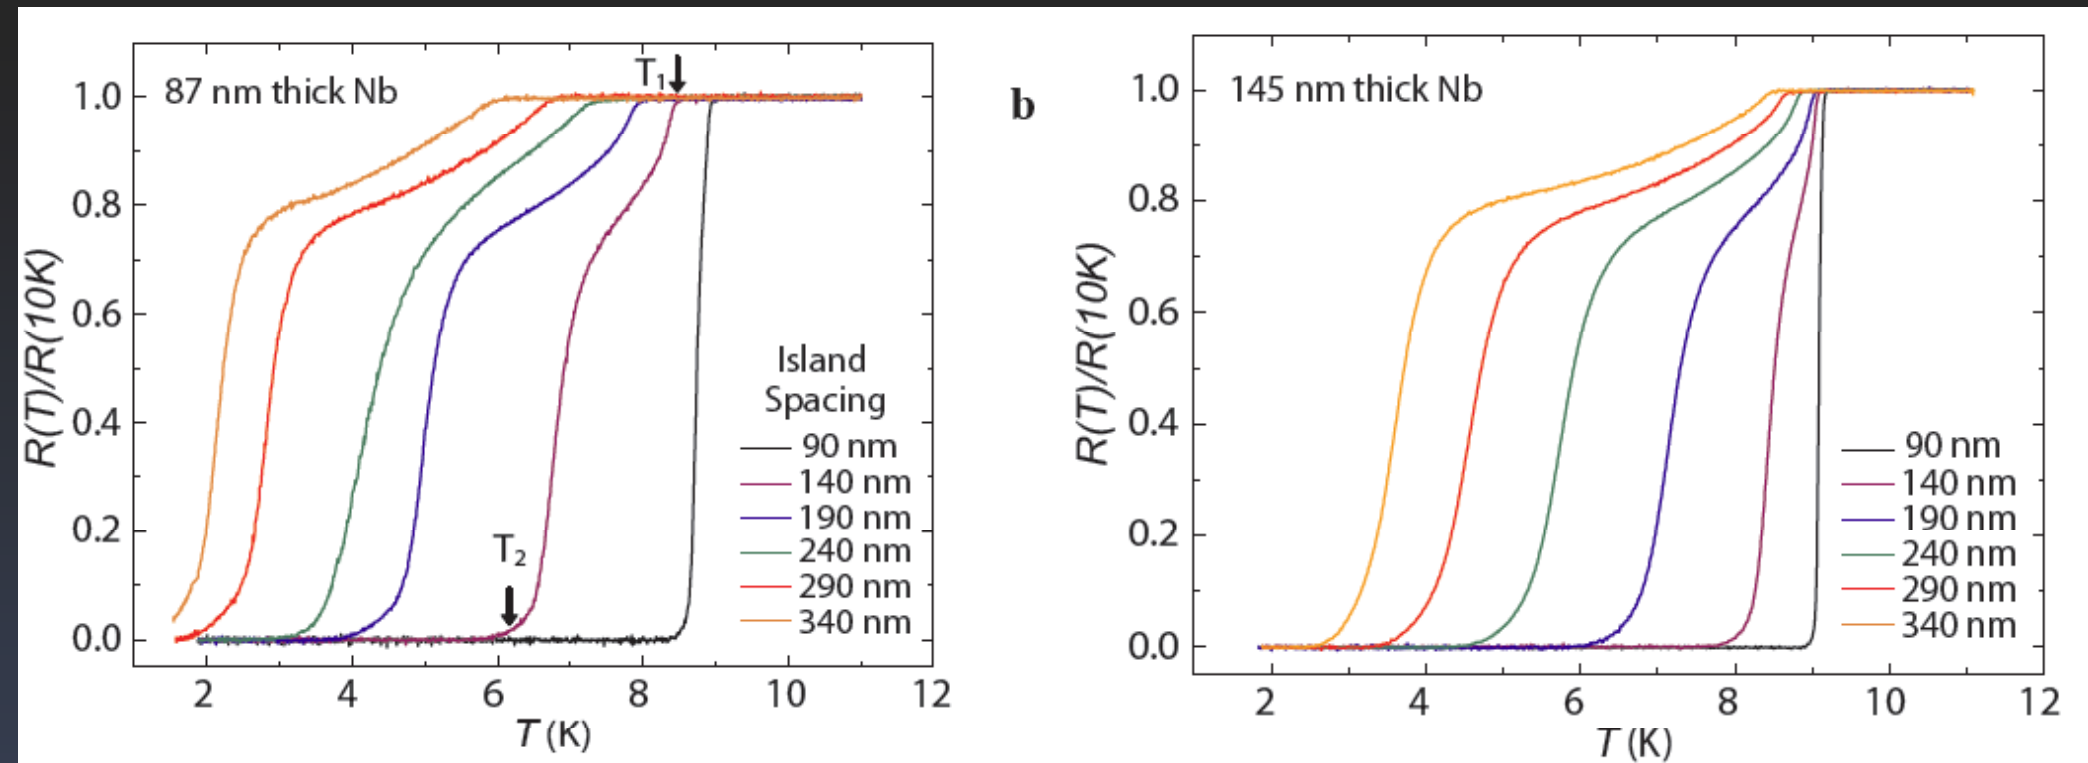 87 nm thick Nb
T1
T2
R(T)/R(10K)
1.0
0.8
0.6
0.4
0.2
0.0
Island
Spacing
90 nm
140 nm
190 nm
240 nm
290 nm
340 nm
2 4 6 8 10 12
T (K)
b
145 nm thick Nb
R(T)/R(10K)
1.0
0.8
0.6
0.4
0.2
0.0
90 nm
140 nm
190 nm
240 nm
290 nm
340 nm
2 4 6 8 10 12
T (K)